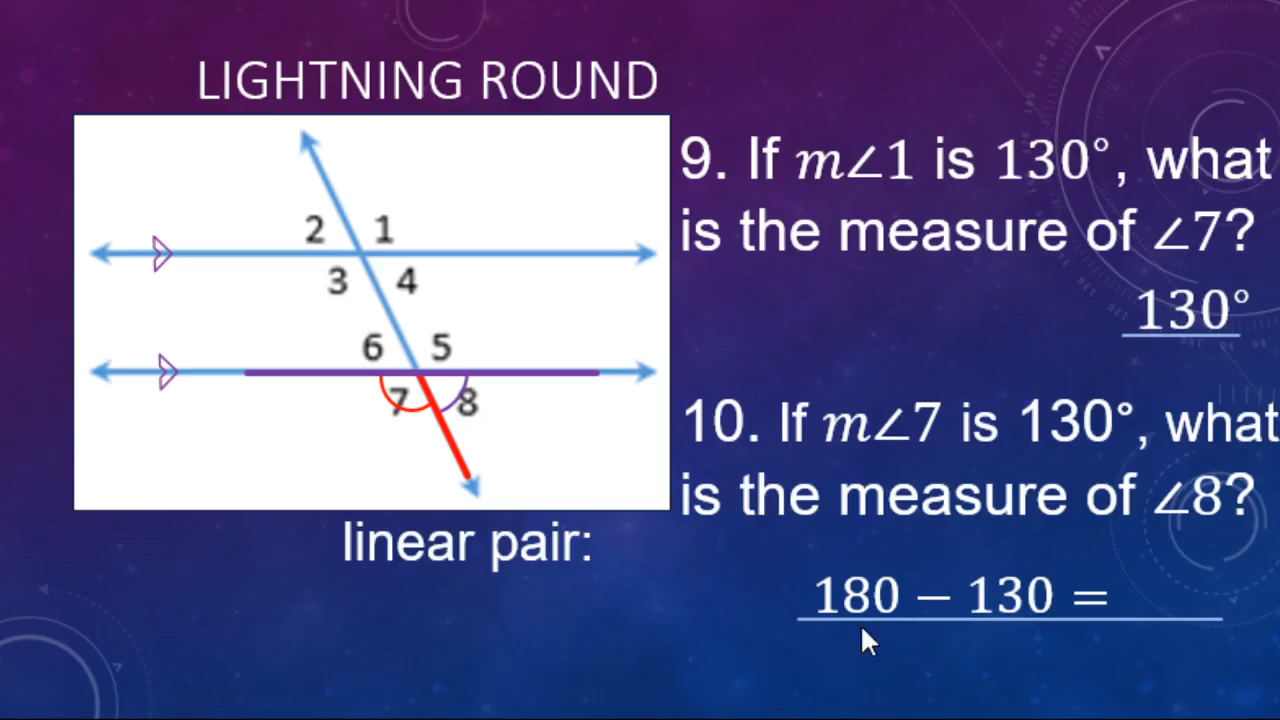 LIGHTNING ROUND
2 1
3 4
6 5
7 8
linear pair:
9. If m∠1 is 130°, what
is the measure of ∠7?
130°
10. If m∠7 is 130°, what
is the measure of ∠8?
180 − 130 =